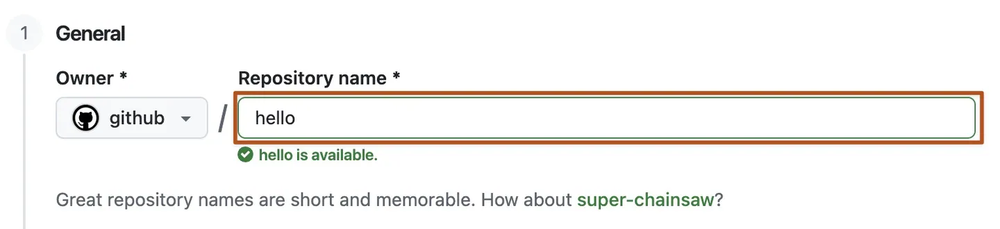 1 General
Owner * Repository name *
github / hello
hello is available.
Great repository names are short and memorable. How about super-chainsaw?